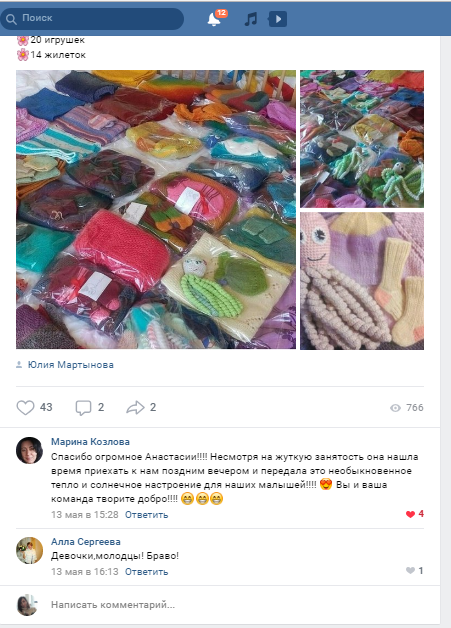 Поиск
12
20 игрушек
14 жилеток
Юлия Мартынова
43 2 2 766
Марина Козлова
Спасибо огромное Анастасии!!!! Несмотря на жуткую занятость она нашла
время приехать к нам поздним вечером и передала это необыкновенное
тепло и солнечное настроение для наших малышей!!!! 😍 Вы и ваша
команда творите добро!!!! 😁😁😁
13 мая в 15:28 Ответить 4
Алла Сергеева
Девочки,молодцы! Браво!
13 мая в 16:13 Ответить 1
Написать комментарий...